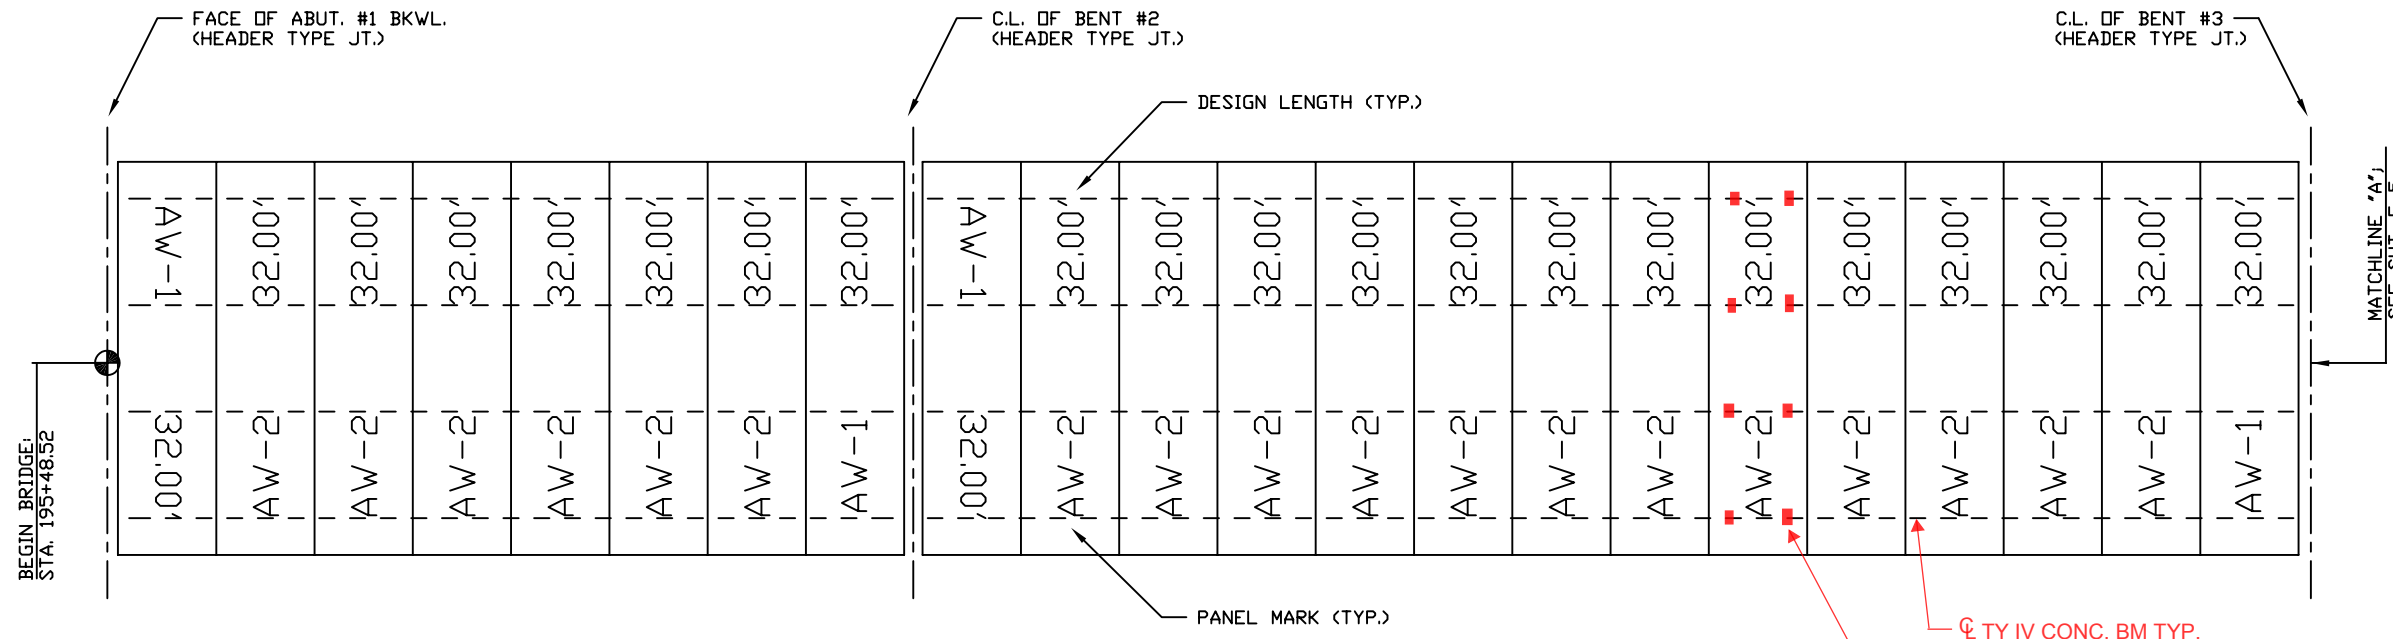 FACE OF ABUT. #1 BKWL.
(HEADER TYPE JT.)
C.L. OF BENT #2
(HEADER TYPE JT.)
C.L. OF BENT #3
(HEADER TYPE JT.)
DESIGN LENGTH (TYP.)
AW-1
32.00'
32.00'
32.00'
32.00'
32.00'
32.00'
32.00'
AW-1
32.00'
32.00'
32.00'
32.00'
32.00'
32.00'
32.00'
32.00'
32.00'
32.00'
32.00'
32.00'
32.00'
MATCHLINE "A";
BEGIN BRIDGE:
STA. 195+48.52
32.00'
AW-2
AW-2
AW-2
AW-2
AW-2
AW-2
AW-1
32.00'
AW-2
AW-2
AW-2
AW-2
AW-2
AW-2
AW-2
AW-2
AW-2
AW-2
AW-2
AW-2
AW-1
PANEL MARK (TYP.)
℄ TY IV CONC. BM TYP.